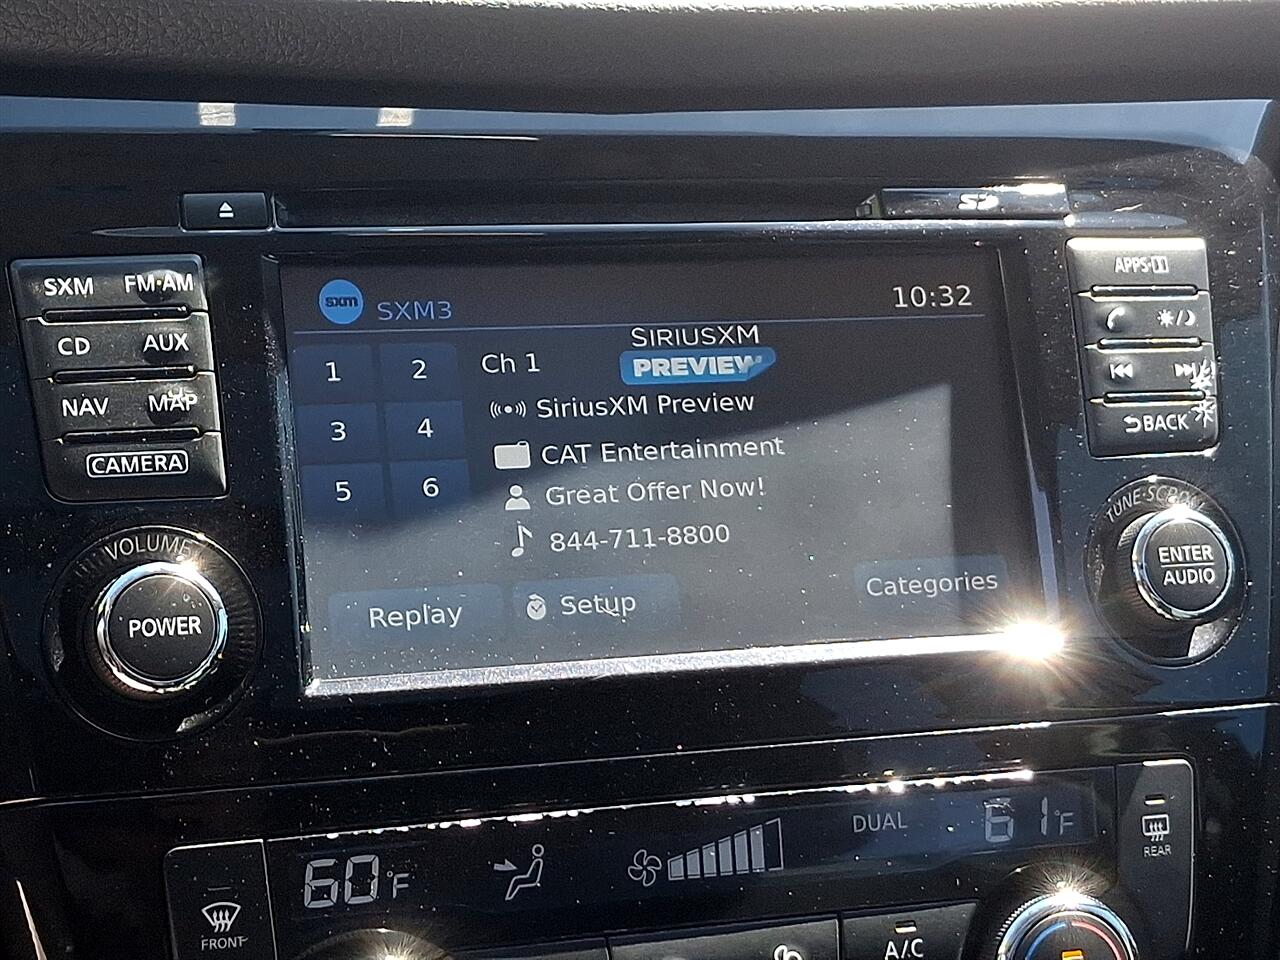 SD
SXM FM·AM
CD AUX
NAV MAP
CAMERA
VOLUME
POWER
sxm SXM3 10:32
1 2
3 4
5 6
Ch 1
SIRIUSXM
PREVIEW
SiriusXM Preview
CAT Entertainment
Great Offer Now!
844-711-8800
Replay Setup Categories
APPS·i
BACK
TUNE·SCROLL
ENTER
AUDIO
60°F
DUAL
61°F
FRONT
REAR
A/C